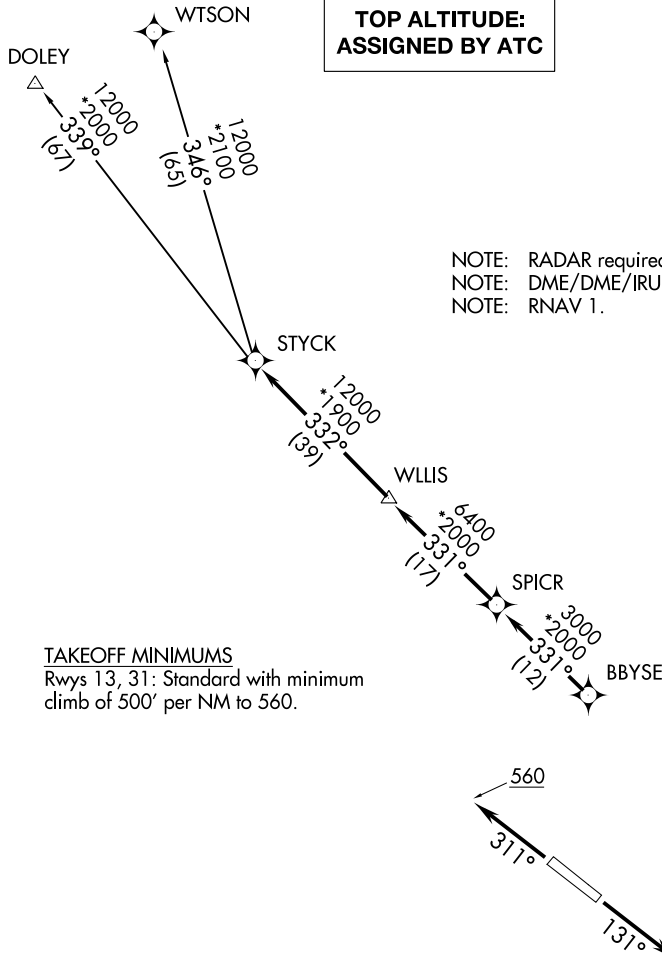 WTSON
TOP ALTITUDE:
ASSIGNED BY ATC
DOLEY
12000
*2000
339°
(67)
12000
*2100
346°
(65)
NOTE: RADAR required
NOTE: DME/DME/IRU
NOTE: RNAV 1.
STYCK
12000
*1900
332°
(39)
WLLIS
6400
*2000
331°
(17)
SPICR
3000
*2000
331°
(12)
BBYSE
TAKEOFF MINIMUMS
Rwys 13, 31: Standard with minimum
climb of 500' per NM to 560.
560
311°
131°